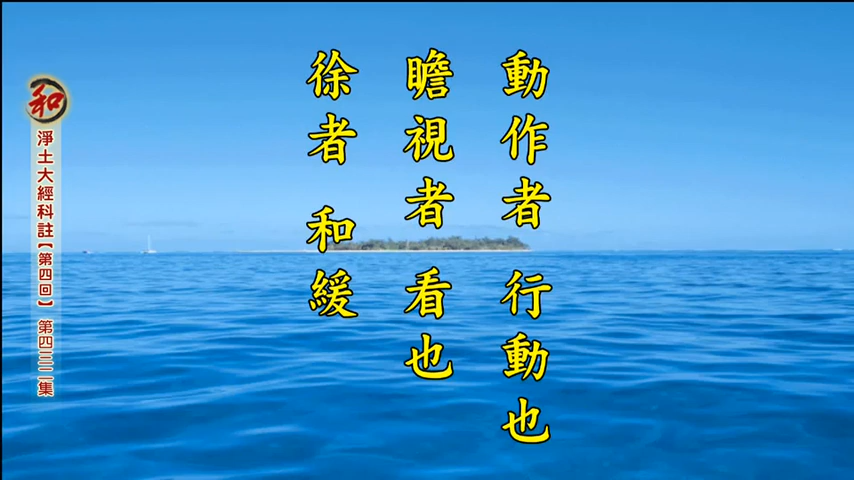 動作者 行動也
瞻視者 看也
徐者 和緩
和
淨土大經科註【第四回】 第四三二集